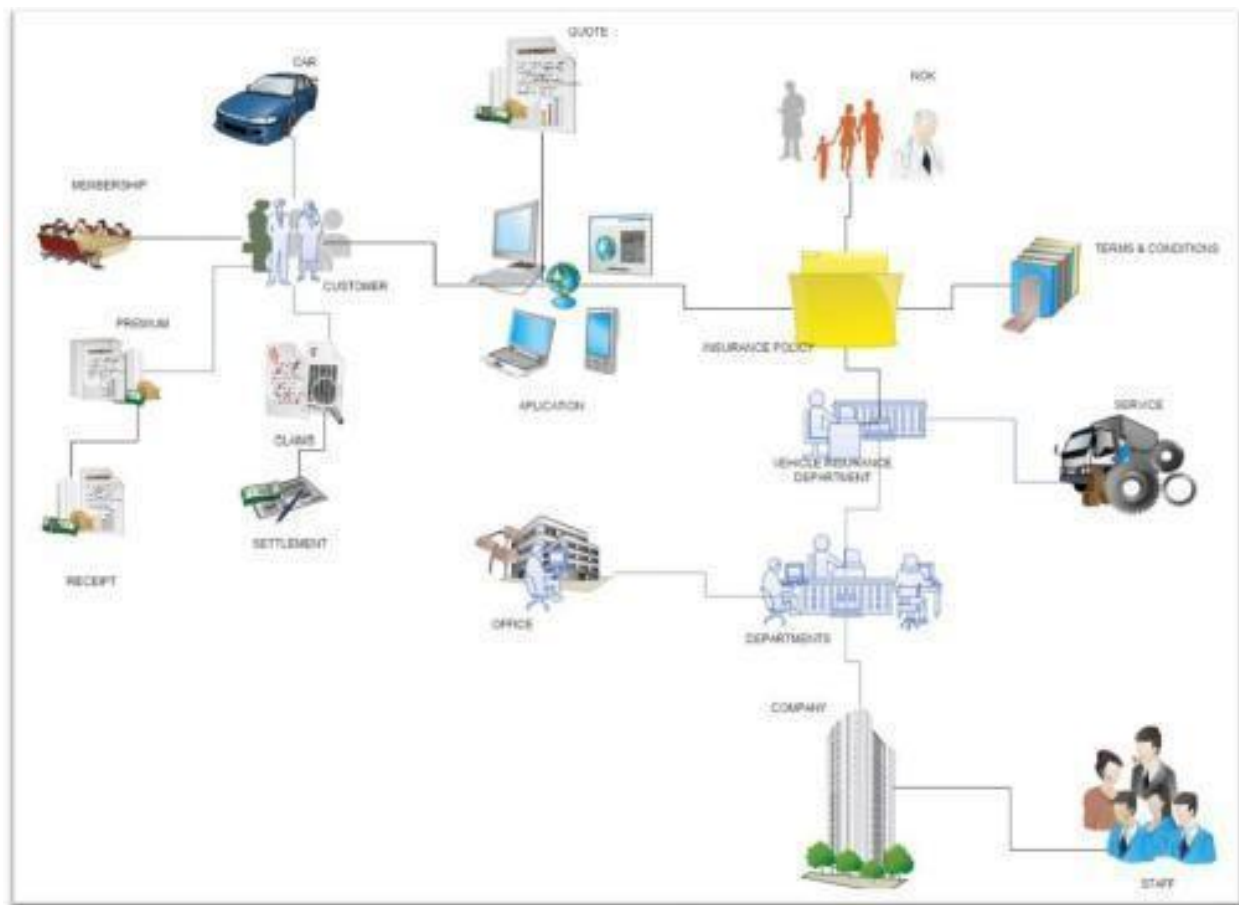 QUOTE :
CAR
NOK
MEMBERSHIP
TERMS & CONDITIONS
CUSTOMER
PREMIUM
INSURANCE POLICY
APLICATION
SERVICE
CLAIMS
VEHICLE INSURANCE
DEPARTMENT
SETTLEMENT
RECEIPT
OFFICE
DEPARTMENTS
COMPANY
STAFF